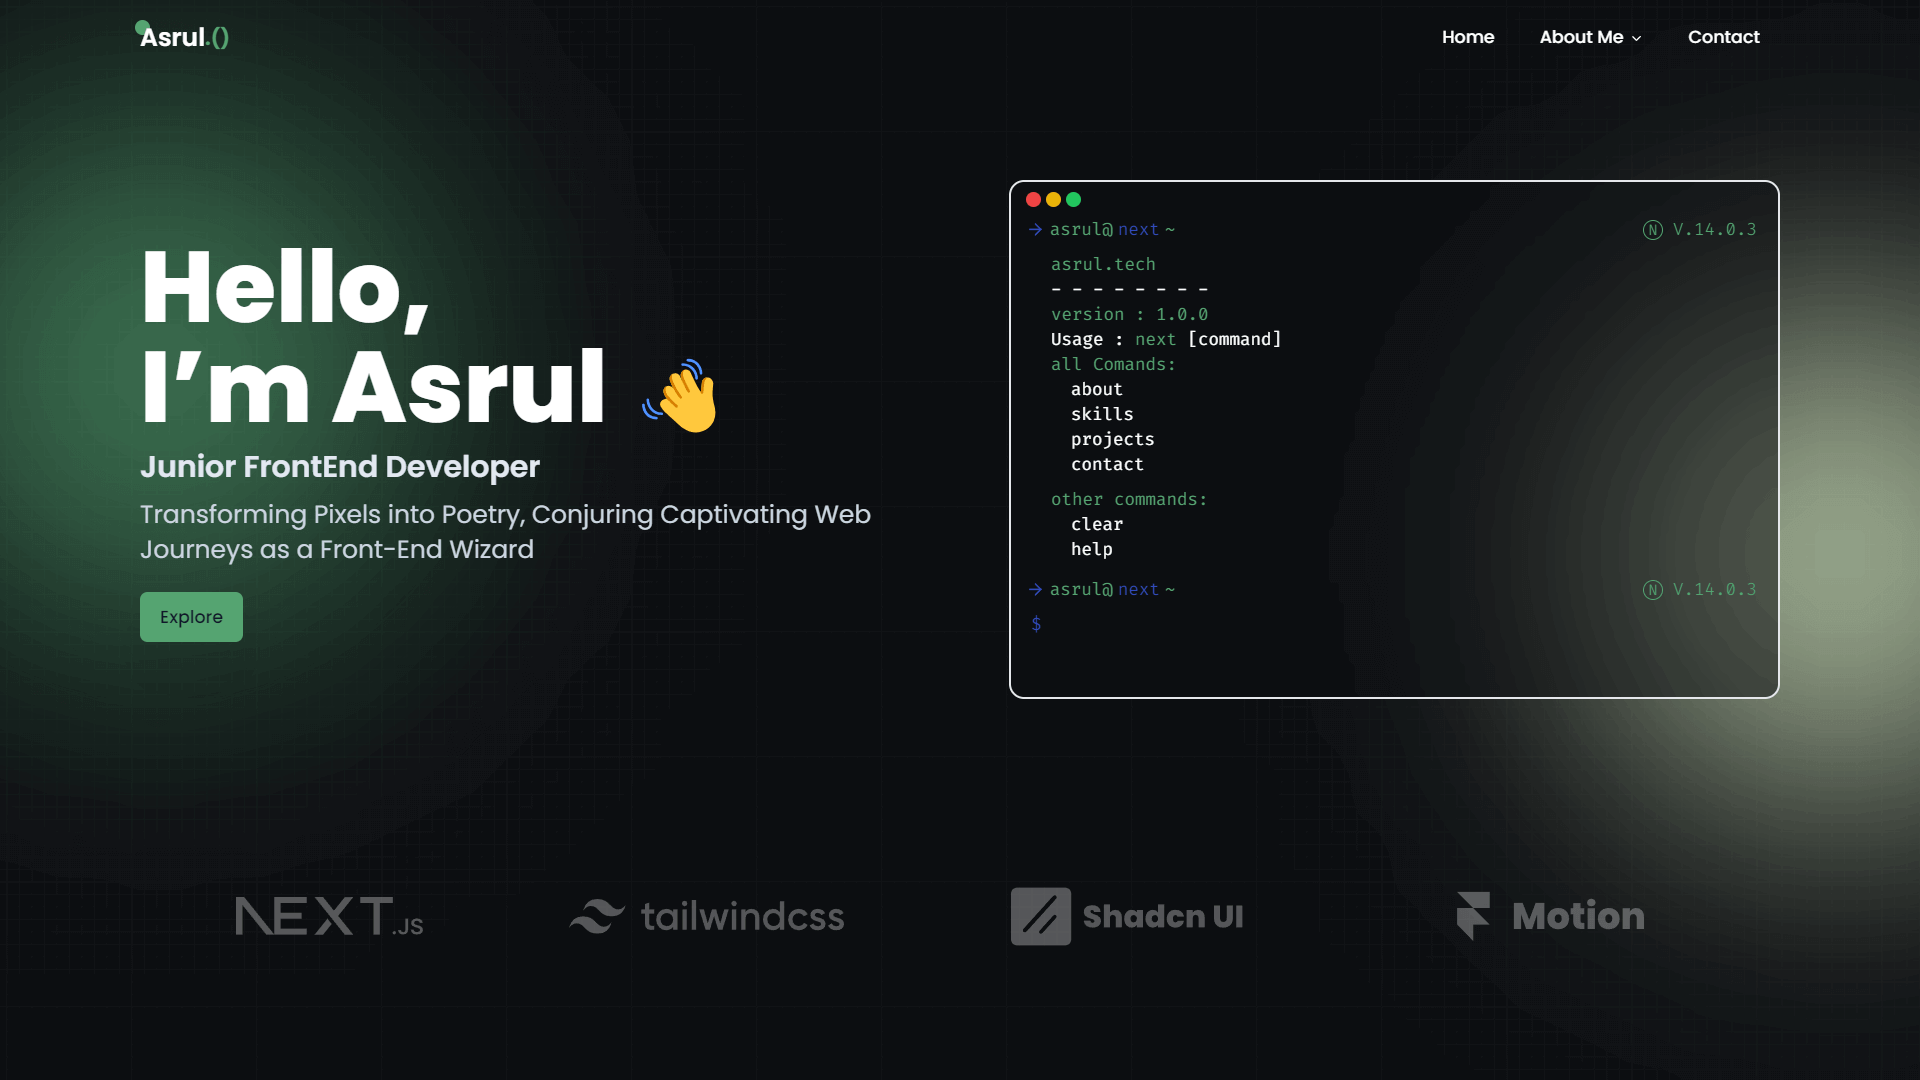 Asrul.()
Home
About Me
Contact
Hello,
I’m Asrul
Junior FrontEnd Developer
Transforming Pixels into Poetry, Conjuring Captivating Web
Journeys as a Front-End Wizard
Explore
→ asrul@ next ~ N V.14.0.3
asrul.tech
- - - - - - - -
version : 1.0.0
Usage : next [command]
all Comands:
about
skills
projects
contact
other commands:
clear
help
→ asrul@ next ~ N V.14.0.3
$
NEXT.JS
tailwindcss
Shadcn UI
Motion